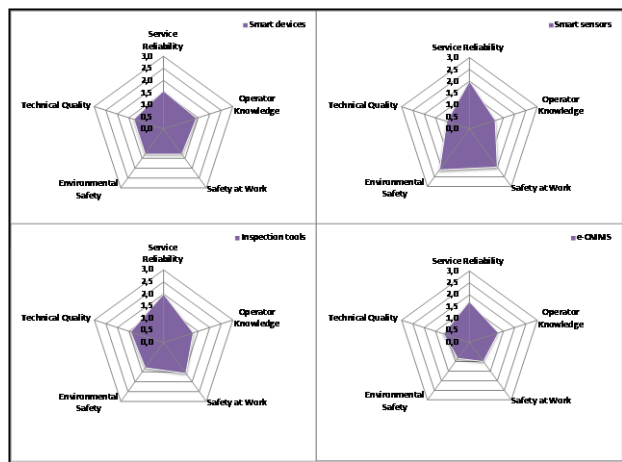 Smart devices
Service
Reliability
3,0
2,5
2,0
1,5
1,0
0,5
0,0
Operator
Knowledge
Safety at Work
Environmental
Safety
Technical Quality
Smart sensors
Service Reliability
3,0
2,5
2,0
1,5
1,0
0,5
0,0
Operator
Knowledge
Safety at Work
Environmental
Safety
Technical Quality
Inspection tools
Service
Reliability
3,0
2,5
2,0
1,5
1,0
0,5
0,0
Operator
Knowledge
Safety at Work
Environmental
Safety
Technical Quality
e-CMMS
Service Reliability
3,0
2,5
2,0
1,5
1,0
0,5
0,0
Operator
Knowledge
Safety at Work
Environmental
Safety
Technical Quality